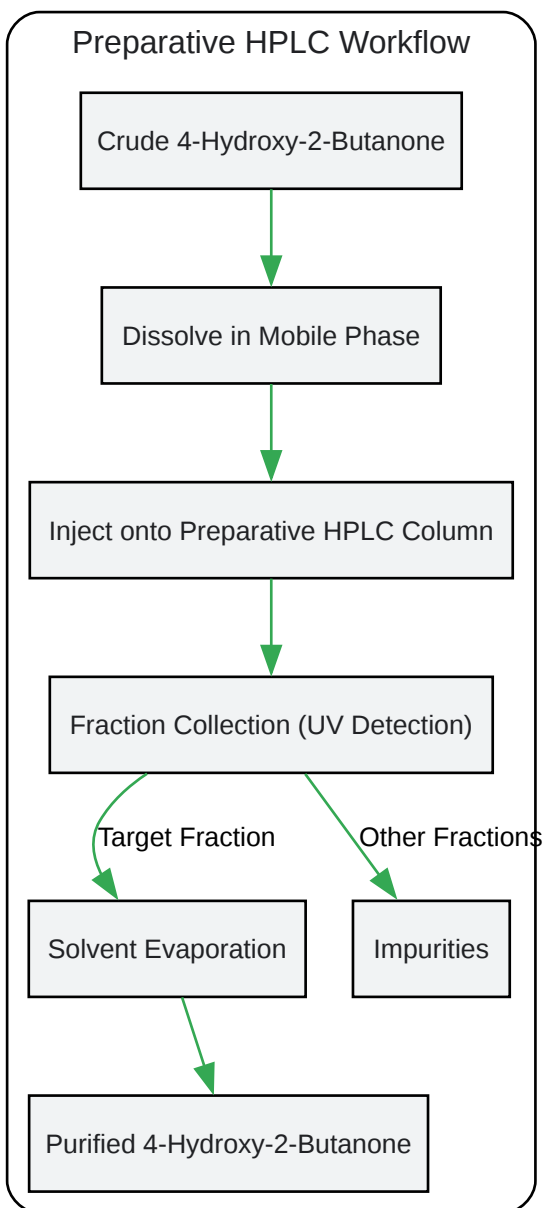 Preparative HPLC Workflow
Crude 4-Hydroxy-2-Butanone
Dissolve in Mobile Phase
Inject onto Preparative HPLC Column
Fraction Collection (UV Detection)
Target Fraction
Other Fractions
Solvent Evaporation
Impurities
Purified 4-Hydroxy-2-Butanone